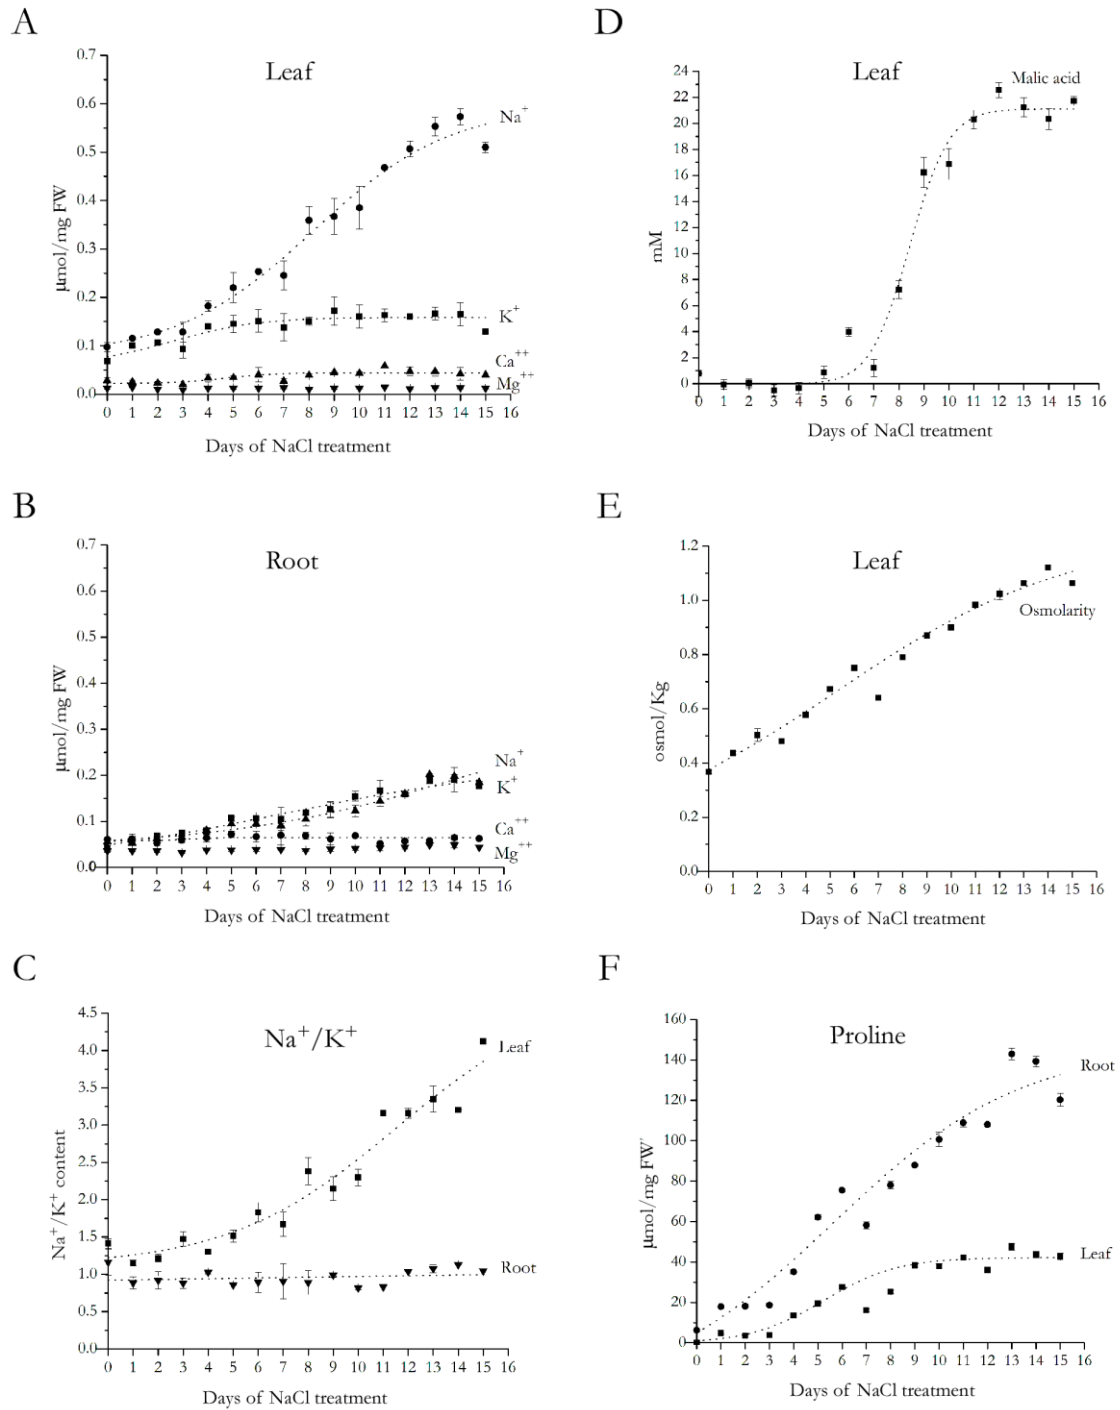 A
Leaf
0.7
0.6
0.5
0.4
0.3
0.2
0.1
0.0
µmol/mg FW
Na⁺
K⁺
Ca⁺⁺
Mg⁺⁺
0 1 2 3 4 5 6 7 8 9 10 11 12 13 14 15 16
Days of NaCl treatment
D
Leaf
24
22
20
18
16
14
12
10
8
6
4
2
0
mM
Malic acid
0 1 2 3 4 5 6 7 8 9 10 11 12 13 14 15 16
Days of NaCl treatment
B
Root
0.7
0.6
0.5
0.4
0.3
0.2
0.1
0.0
µmol/mg FW
Na⁺
K⁺
Ca⁺⁺
Mg⁺⁺
0 1 2 3 4 5 6 7 8 9 10 11 12 13 14 15 16
Days of NaCl treatment
E
Leaf
1.2
1.0
0.8
0.6
0.4
0.2
0.0
osmol/Kg
Osmolarity
0 1 2 3 4 5 6 7 8 9 10 11 12 13 14 15 16
Days of NaCl treatment
C
Na⁺/K⁺
4.5
4.0
3.5
3.0
2.5
2.0
1.5
1.0
0.5
0.0
Na⁺/K⁺ content
Leaf
Root
0 1 2 3 4 5 6 7 8 9 10 11 12 13 14 15 16
Days of NaCl treatment
F
Proline
160
140
120
100
80
60
40
20
0
µmol/mg FW
Root
Leaf
0 1 2 3 4 5 6 7 8 9 10 11 12 13 14 15 16
Days of NaCl treatment